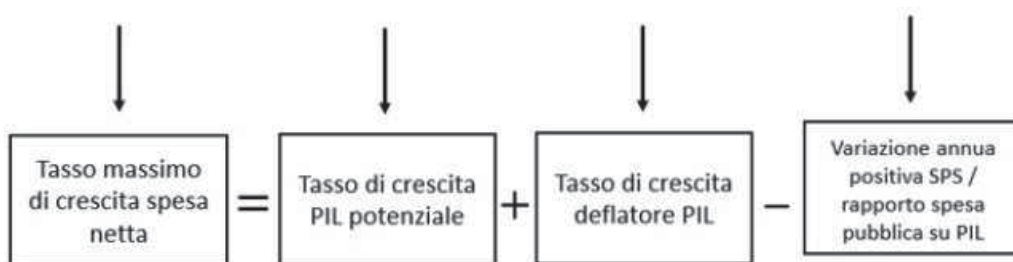 Tasso massimo
di crescita spesa
netta
=
Tasso di crescita
PIL potenziale
+
Tasso di crescita
deflatore PIL
–
Variazione annua
positiva SPS /
rapporto spesa
pubblica su PIL